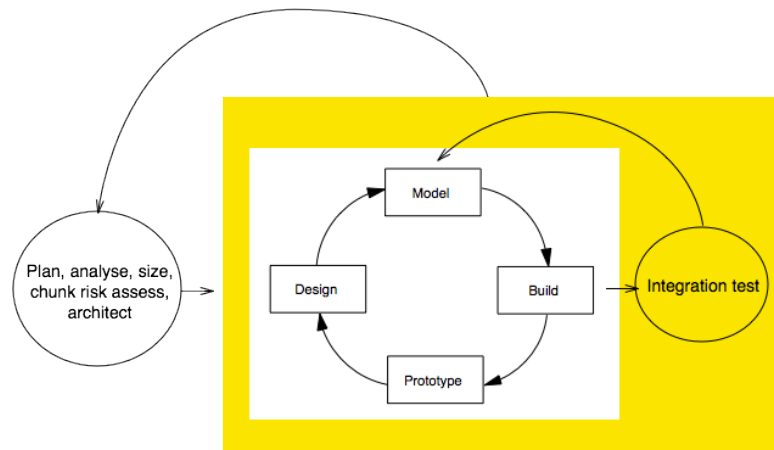 Model
Plan, analyse, size,
chunk risk assess,
architect
Design
Build
Integration test
Prototype